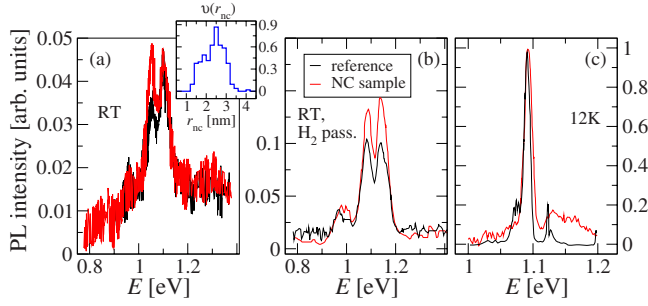 PL intensity [arb. units]
0.05
0.04
0.03
0.02
0.01
0
(a)
RT
0.8
1
1.2
E [eV]
υ(r_nc)
0.9
0.6
0.3
0
1
2
3
4
r_nc [nm]
0.1
0.05
0
(b)
reference
NC sample
RT,
H₂ pass.
0.8
1
1.2
1.4
E [eV]
(c)
12K
1
0.8
0.6
0.4
0.2
0
1
1.1
1.2
E [eV]